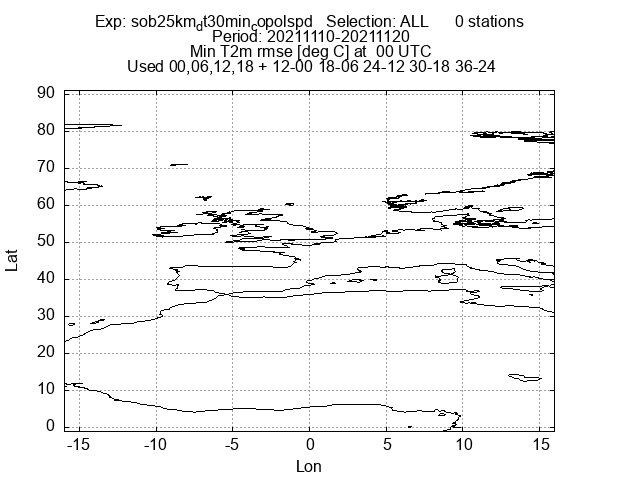 Exp: sob25kmdt30mincopolspd Selection: ALL 0 stations
Period: 20211110-20211120
Min T2m rmse [deg C] at 00 UTC
Used 00,06,12,18 + 12-00 18-06 24-12 30-18 36-24
90
80
70
60
50
40
30
20
10
0
Lat
-15 -10 -5 0 5 10 15
Lon